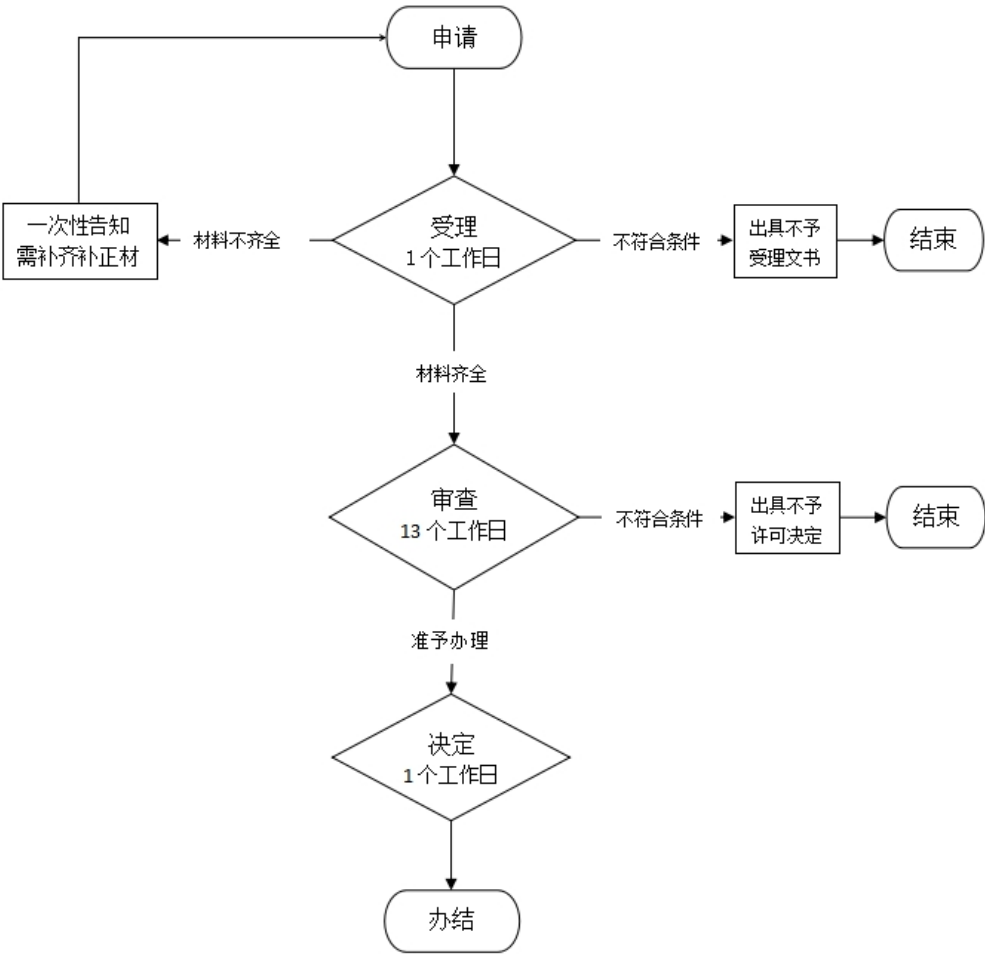 申请
一次性告知
需补齐补正材
材料不齐全
受理
1个工作日
不符合条件
出具不予
受理文书
结束
材料齐全
审查
13个工作日
不符合条件
出具不予
许可决定
结束
准予办理
决定
1个工作日
办结